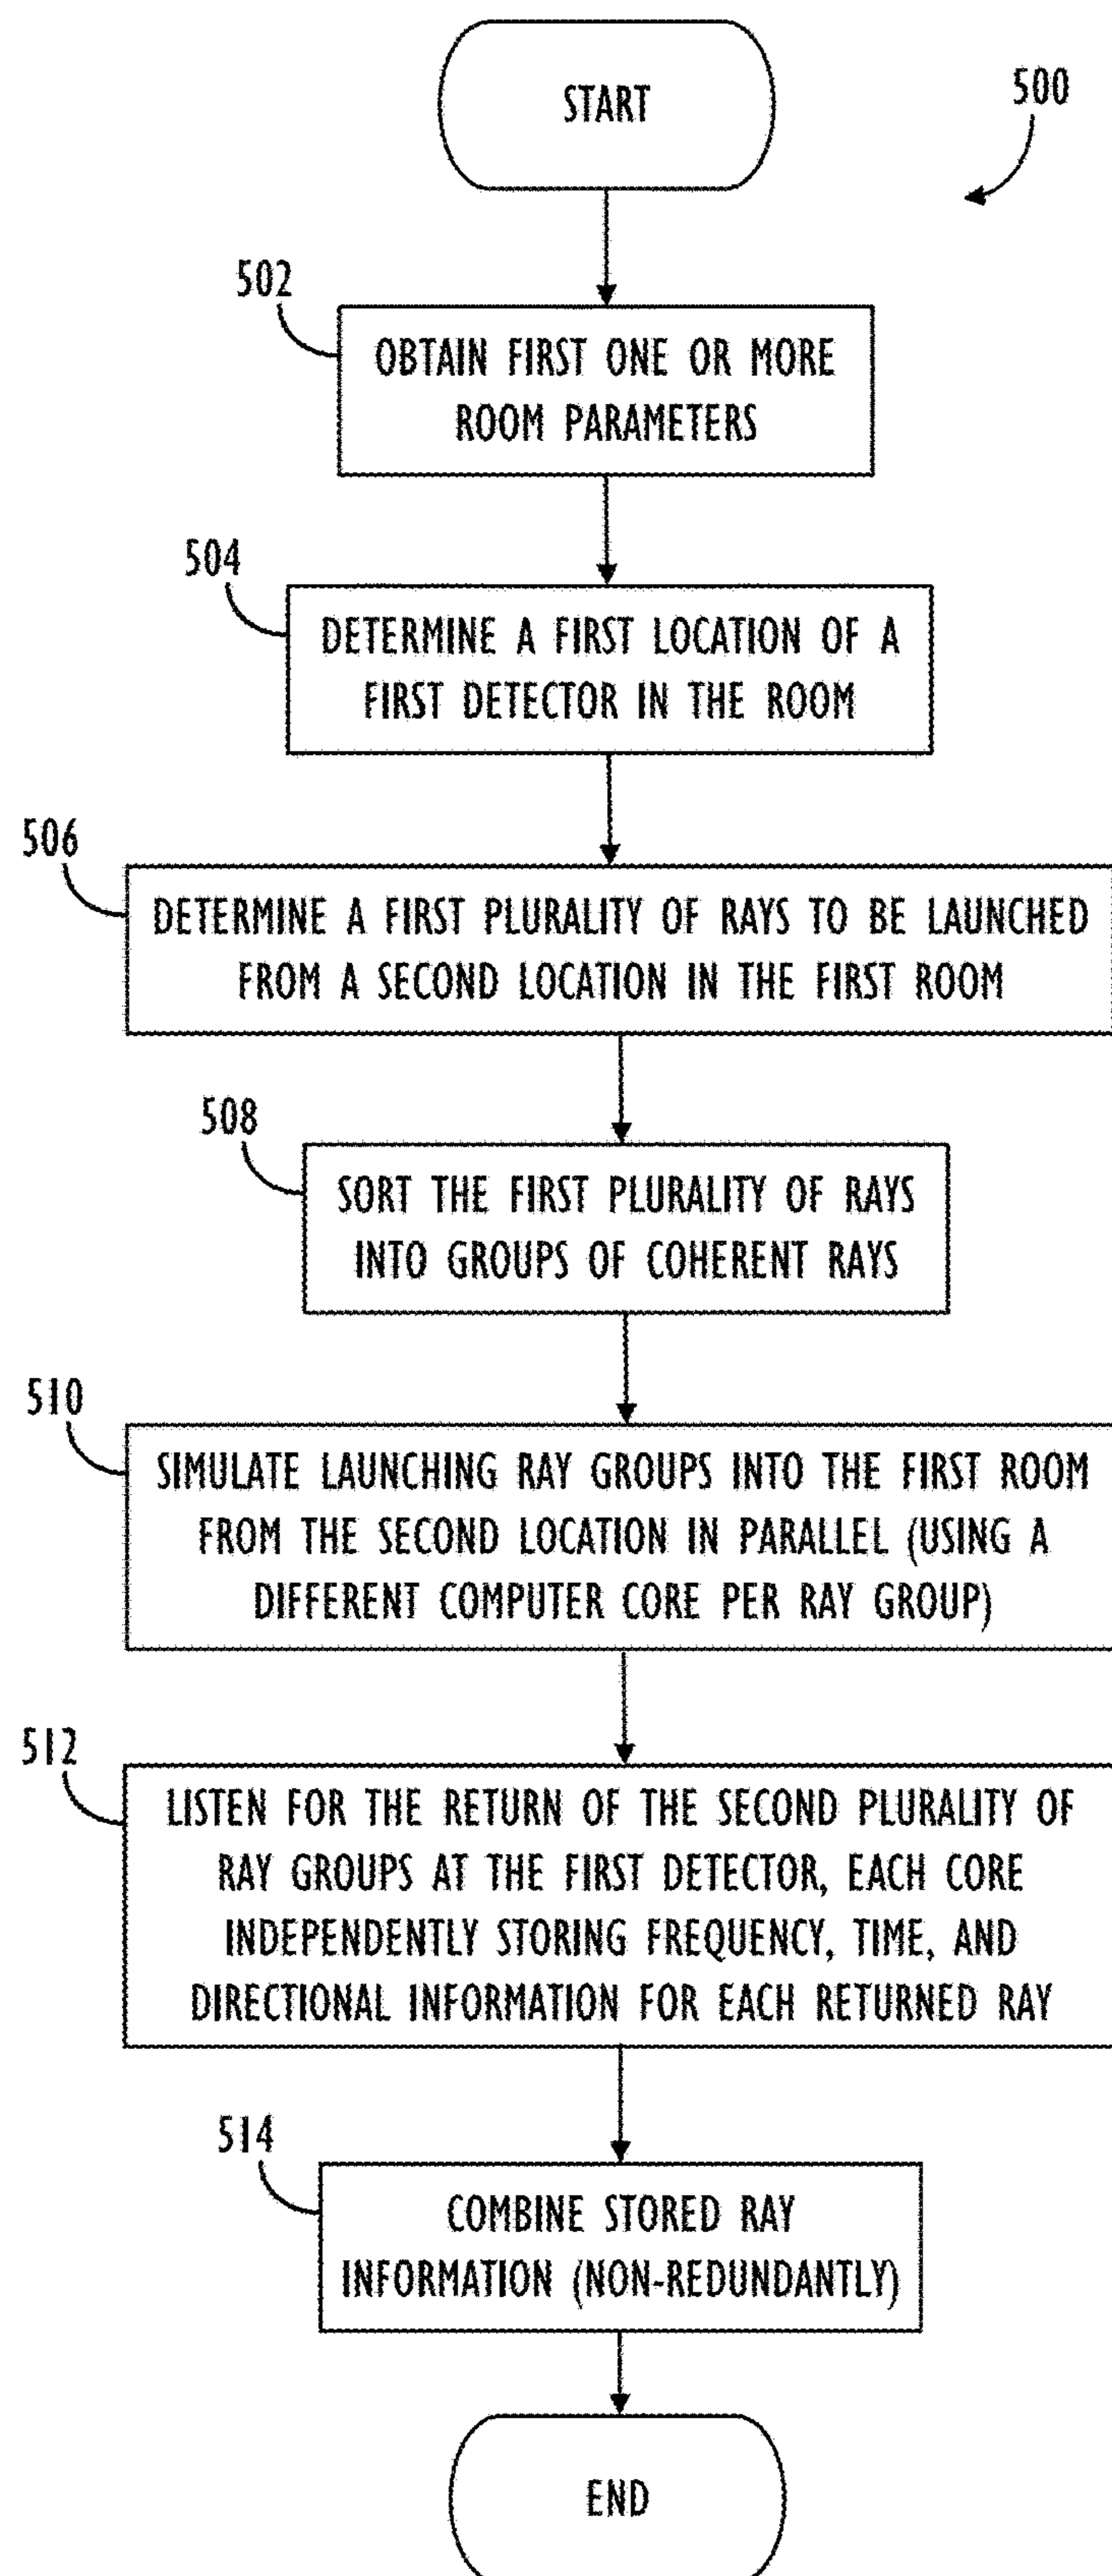 START
500
502
OBTAIN FIRST ONE OR MORE
ROOM PARAMETERS
504
DETERMINE A FIRST LOCATION OF A
FIRST DETECTOR IN THE ROOM
506
DETERMINE A FIRST PLURALITY OF RAYS TO BE LAUNCHED
FROM A SECOND LOCATION IN THE FIRST ROOM
508
SORT THE FIRST PLURALITY OF RAYS
INTO GROUPS OF COHERENT RAYS
510
SIMULATE LAUNCHING RAY GROUPS INTO THE FIRST ROOM
FROM THE SECOND LOCATION IN PARALLEL (USING A
DIFFERENT COMPUTER CORE PER RAY GROUP)
512
LISTEN FOR THE RETURN OF THE SECOND PLURALITY OF
RAY GROUPS AT THE FIRST DETECTOR, EACH CORE
INDEPENDENTLY STORING FREQUENCY, TIME, AND
DIRECTIONAL INFORMATION FOR EACH RETURNED RAY
514
COMBINE STORED RAY
INFORMATION (NON-REDUNDANTLY)
END